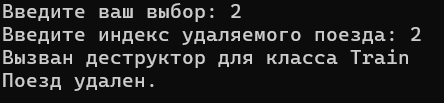 Введите ваш выбор: 2
Введите индекс удаляемого поезда: 2
Вызван деструктор для класса Train
Поезд удален.